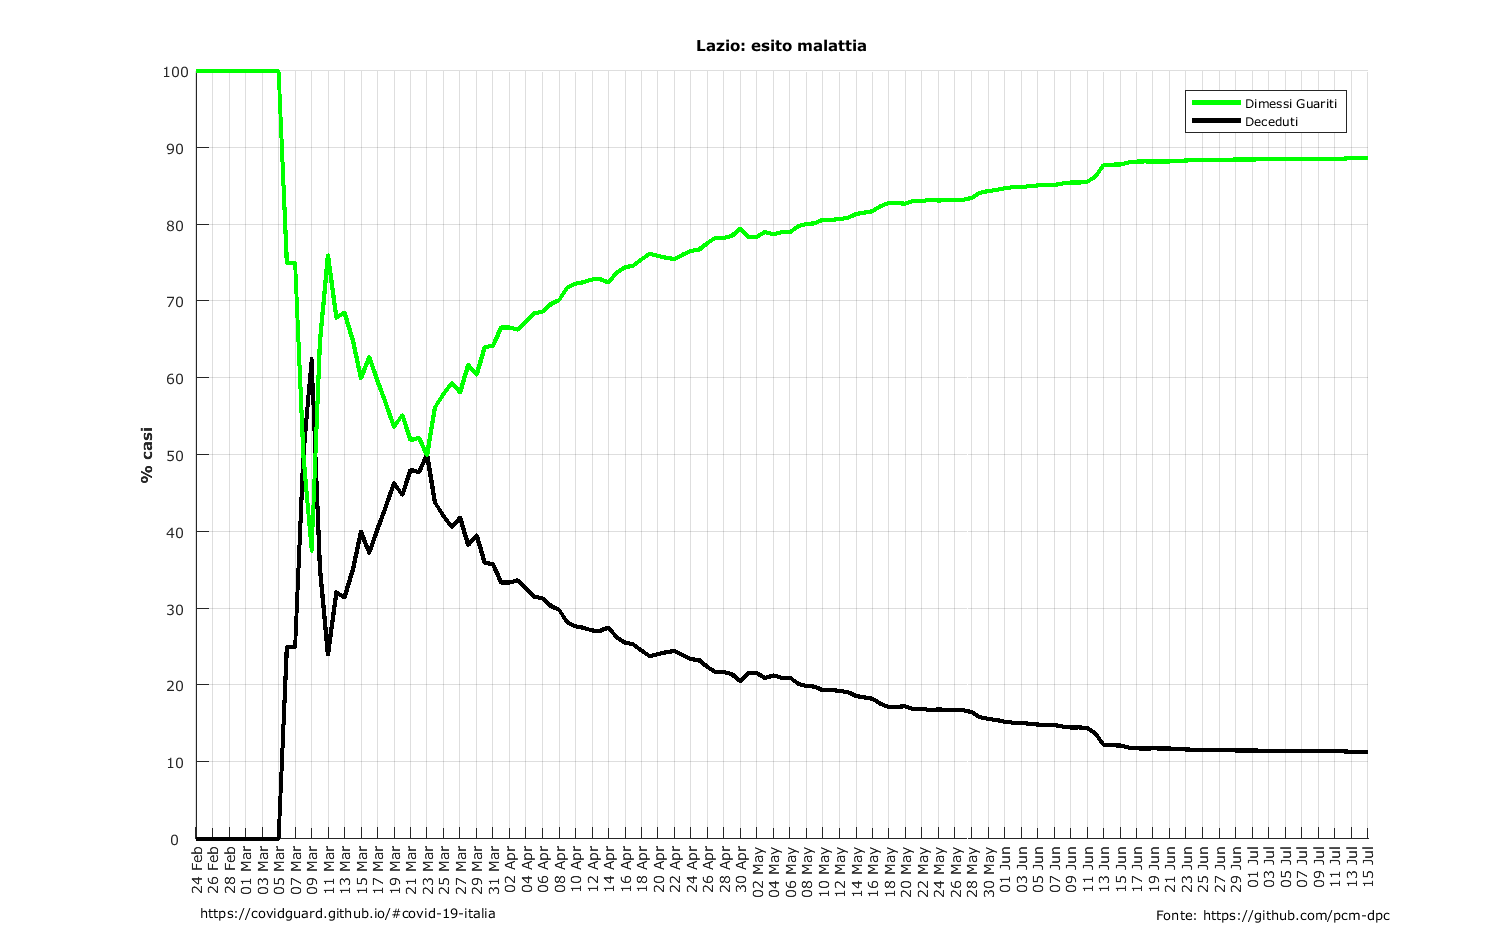 Lazio: esito malattia
Dimessi Guariti
Deceduti
% casi
100
90
80
70
60
50
40
30
20
10
0
24 Feb
26 Feb
28 Feb
01 Mar
03 Mar
05 Mar
07 Mar
09 Mar
11 Mar
13 Mar
15 Mar
17 Mar
19 Mar
21 Mar
23 Mar
25 Mar
27 Mar
29 Mar
31 Mar
02 Apr
04 Apr
06 Apr
08 Apr
10 Apr
12 Apr
14 Apr
16 Apr
18 Apr
20 Apr
22 Apr
24 Apr
26 Apr
28 Apr
30 Apr
02 May
04 May
06 May
08 May
10 May
12 May
14 May
16 May
18 May
20 May
22 May
24 May
26 May
28 May
30 May
01 Jun
03 Jun
05 Jun
07 Jun
09 Jun
11 Jun
13 Jun
15 Jun
17 Jun
19 Jun
21 Jun
23 Jun
25 Jun
27 Jun
29 Jun
01 Jul
03 Jul
05 Jul
07 Jul
09 Jul
11 Jul
13 Jul
15 Jul
https://covidguard.github.io/#covid-19-italia
Fonte: https://github.com/pcm-dpc